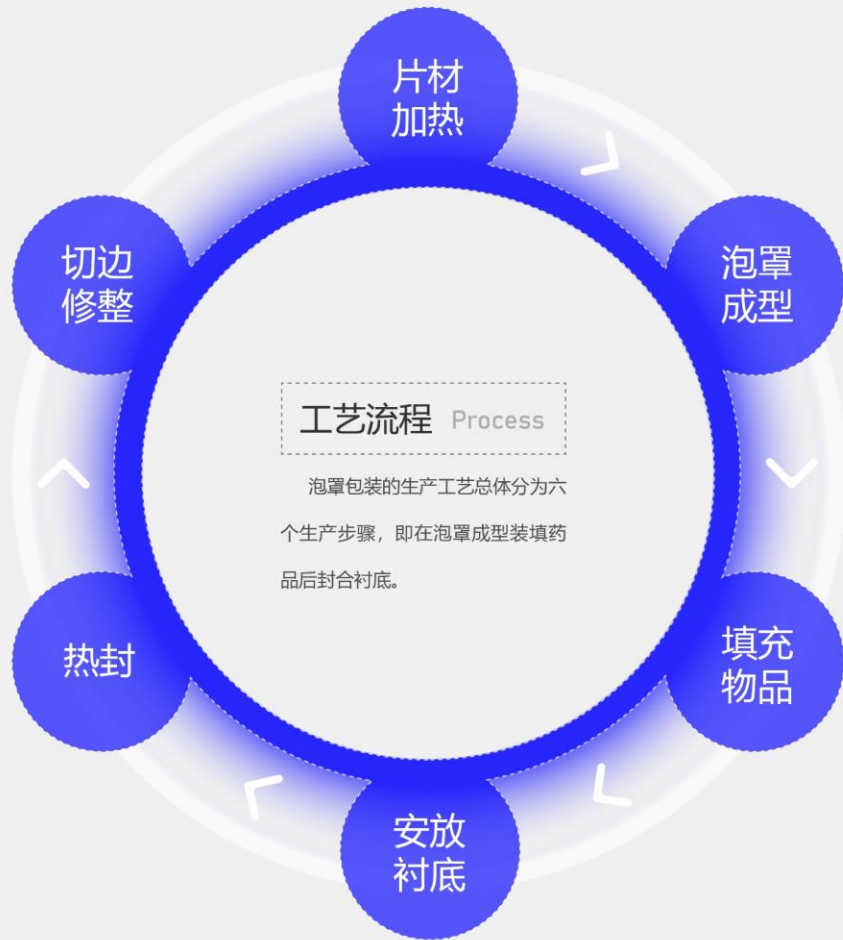 片材
加热
泡罩
成型
填充
物品
安放
衬底
热封
切边
修整
工艺流程 Process
泡罩包装的生产工艺总体分为六
个生产步骤，即在泡罩成型装填药
品后封合衬底。